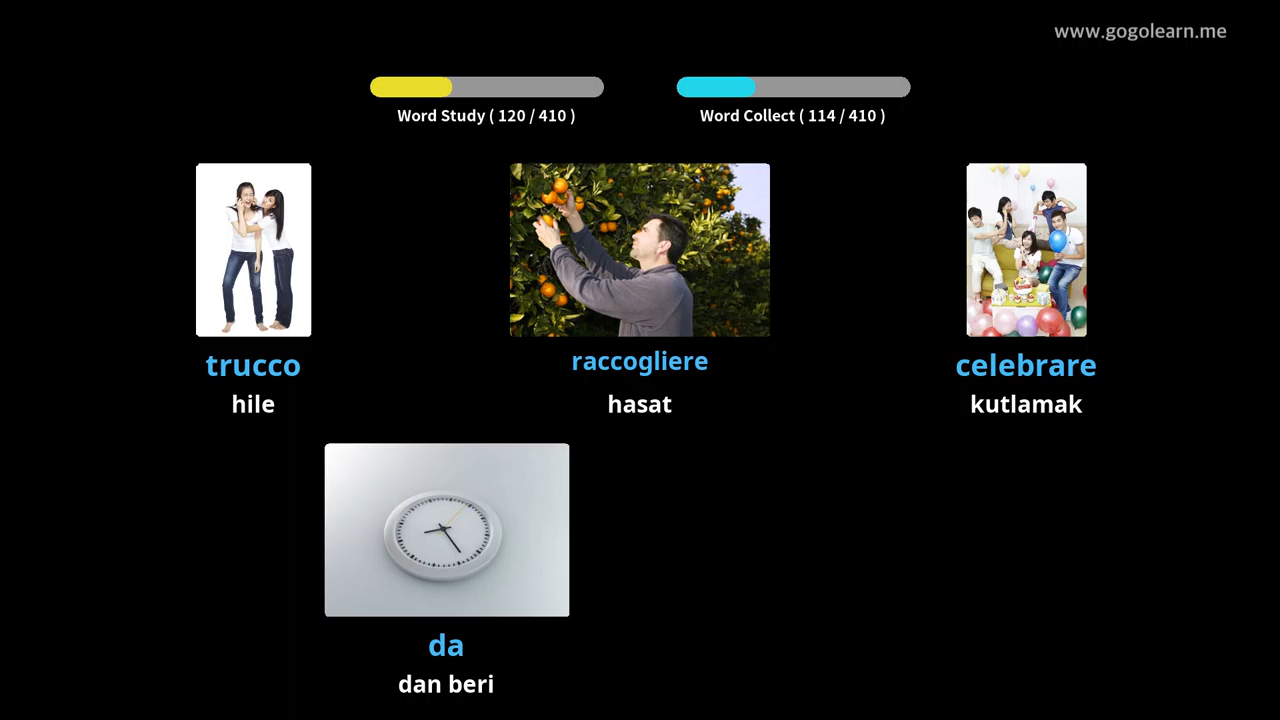 www.gogolearn.me
Word Study ( 120 / 410 )
Word Collect ( 114 / 410 )
trucco
raccogliere
celebrare
hile
hasat
kutlamak
da
dan beri